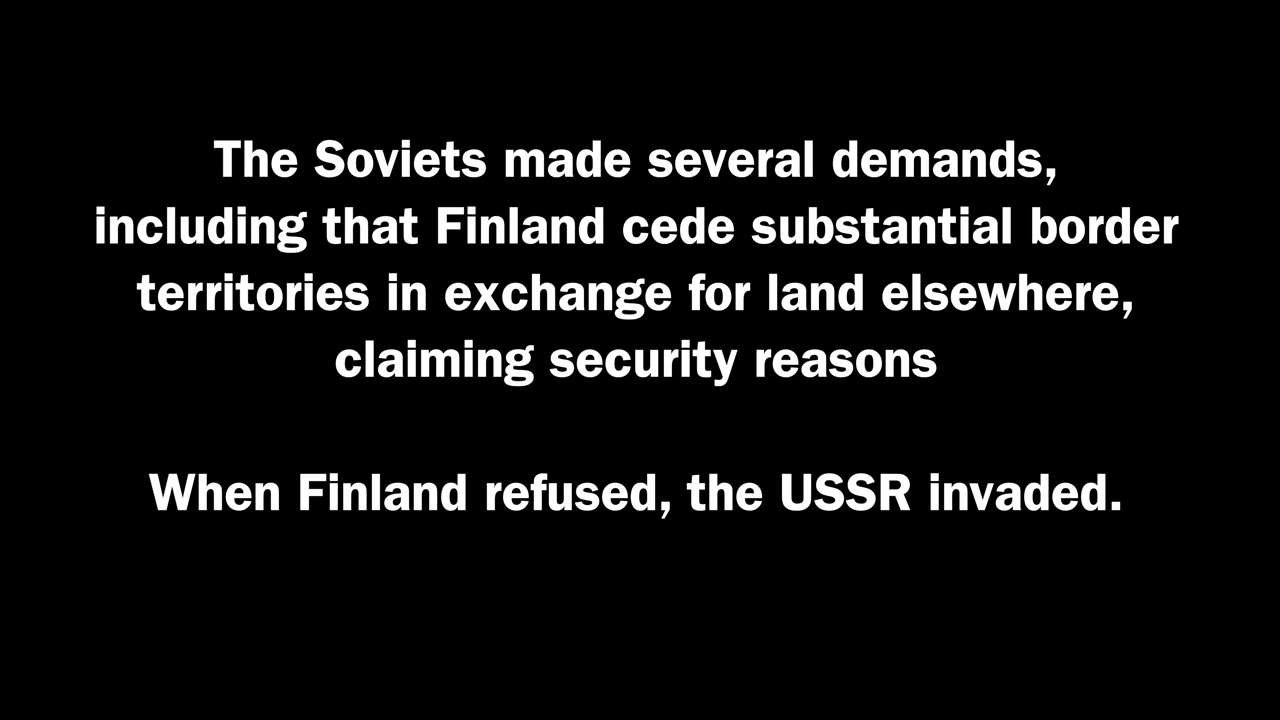 The Soviets made several demands,
including that Finland cede substantial border
territories in exchange for land elsewhere,
claiming security reasons
When Finland refused, the USSR invaded.